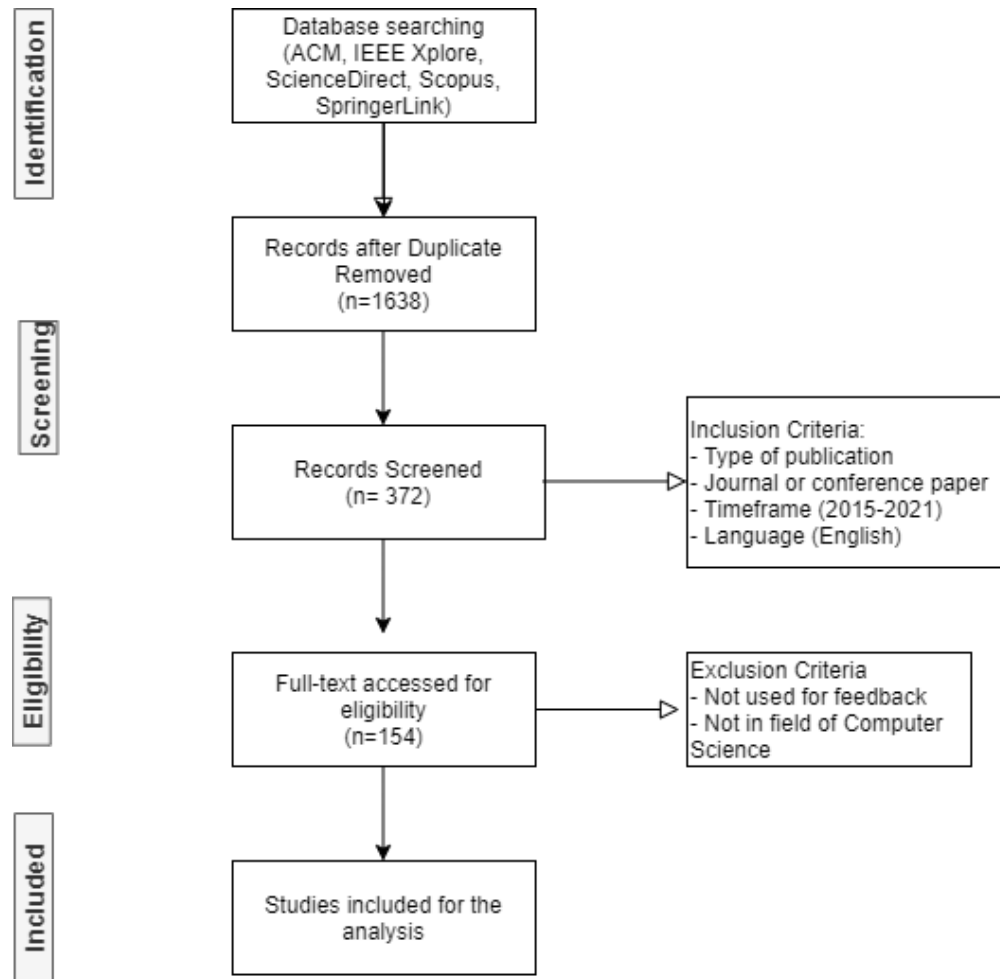 Identification
Database searching
(ACM, IEEE Xplore,
ScienceDirect, Scopus,
SpringerLink)
Records after Duplicate
Removed
(n=1638)
Screening
Records Screened
(n= 372)
Inclusion Criteria:
- Type of publication
- Journal or conference paper
- Timeframe (2015-2021)
- Language (English)
Eligibility
Full-text accessed for
eligibility
(n=154)
Exclusion Criteria
- Not used for feedback
- Not in field of Computer
Science
Included
Studies included for the
analysis